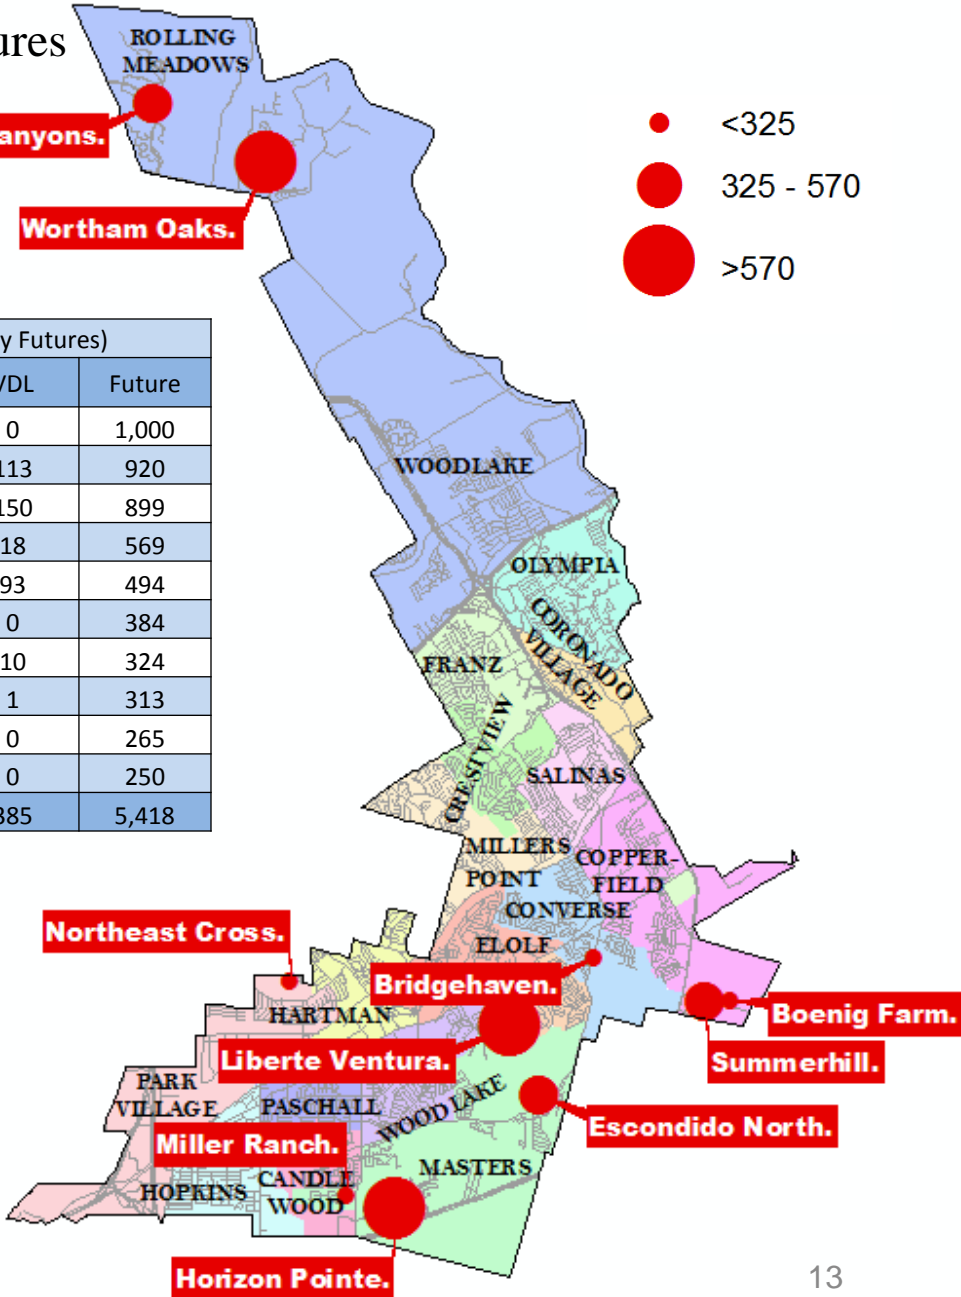 ures
ROLLING
MEADOWS
anyons.
Wortham Oaks.
<325
325 - 570
>570
y Futures)
VDL Future
0 1,000
113 920
150 899
18 569
93 494
0 384
10 324
1 313
0 265
0 250
385 5,418
WOODLAKE
OLYMPIA
CORONADO
VILLAGE
FRANZ
CRESTVIEW
SALINAS
MILLERS
POINT
COPPER-
FIELD
CONVERSE
ELOLF
Northeast Cross.
Bridgehaven.
HARTMAN
Boenig Farm.
Liberte Ventura.
Summerhill.
PARK
VILLAGE
PASCHALL
WOOD LAKE
Escondido North.
Miller Ranch.
MASTERS
HOPKINS
CANDLE
WOOD
Horizon Pointe.
13